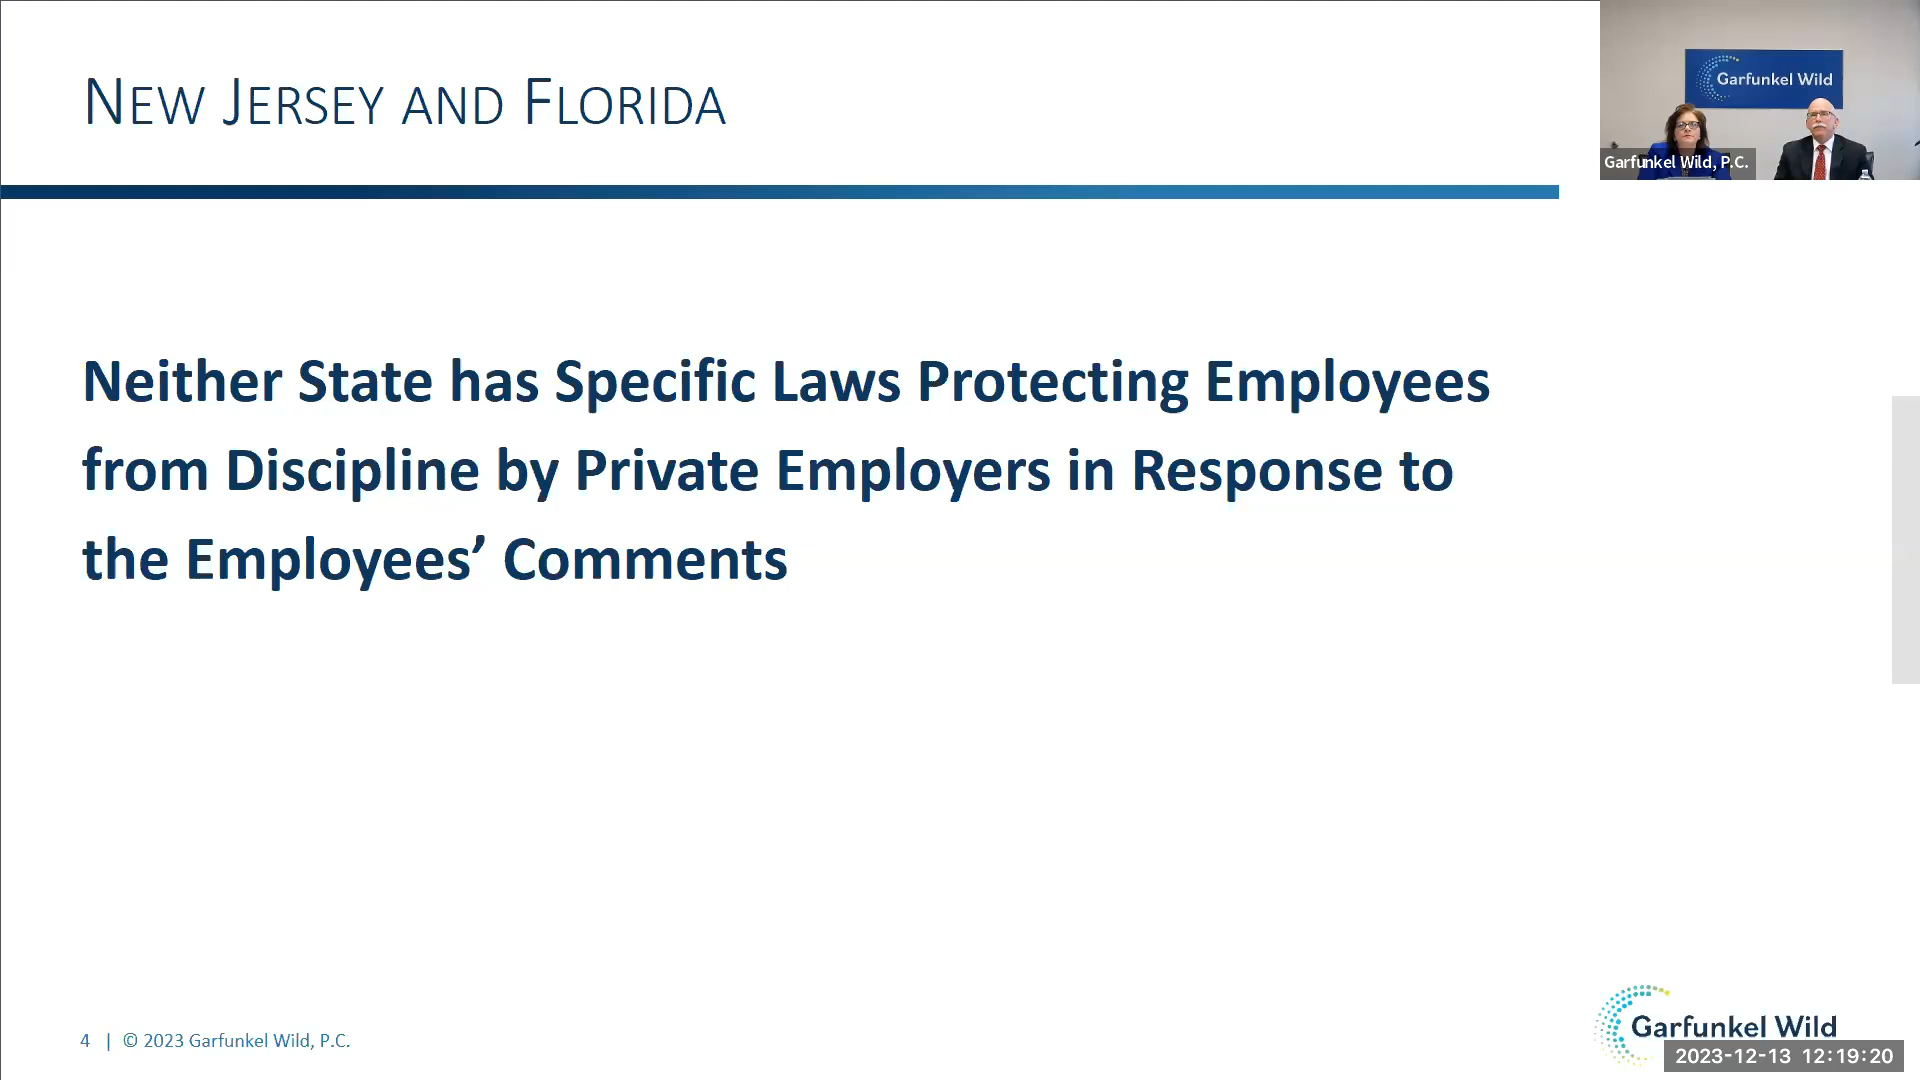 NEW JERSEY AND FLORIDA
Garfunkel Wild
Garfunkel Wild, P.C.
Neither State has Specific Laws Protecting Employees
from Discipline by Private Employers in Response to
the Employees’ Comments
4 | © 2023 Garfunkel Wild, P.C.
Garfunkel Wild
2023-12-13 12:19:20